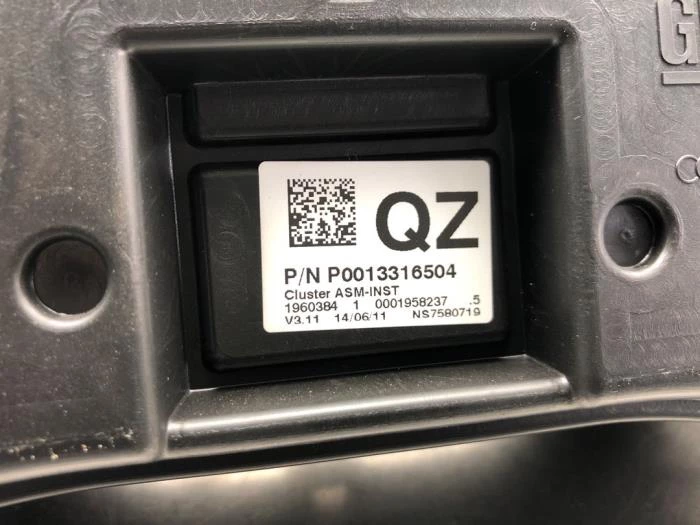 QZ
P/N P0013316504
Cluster ASM-INST
1960384 1 0001958237 .5
V3.11 14/06/11 NS7580719